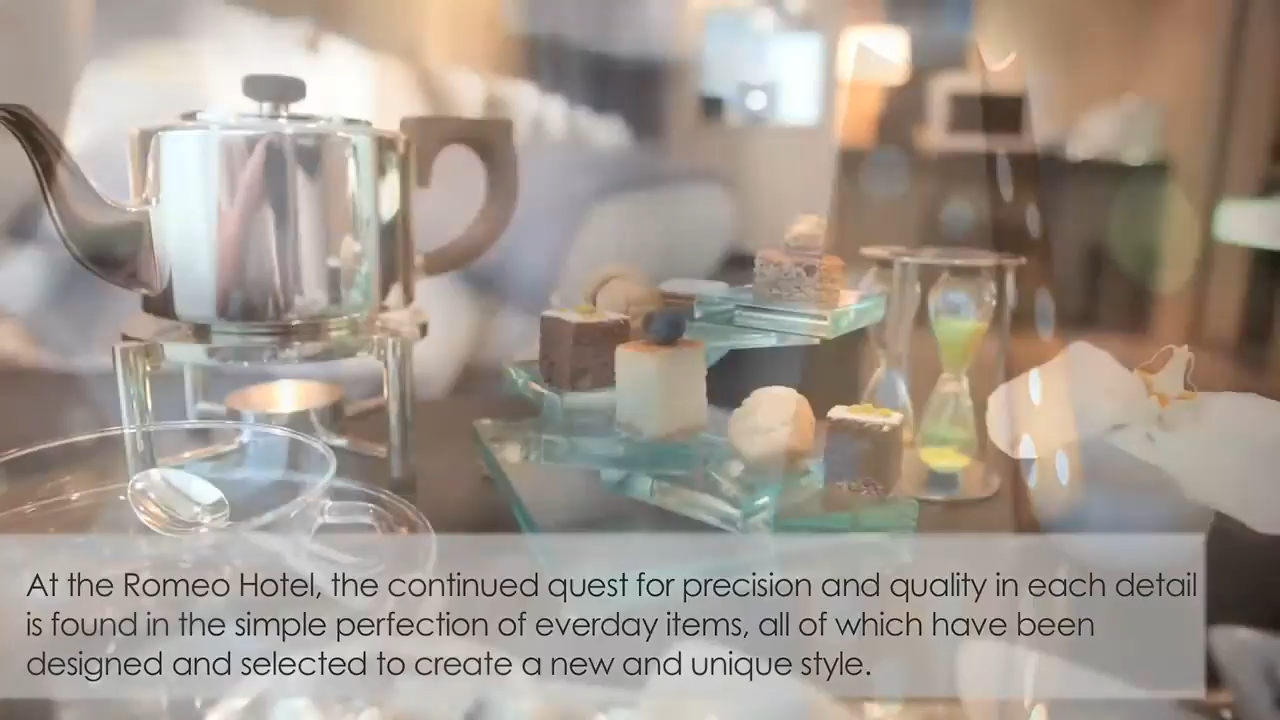 At the Romeo Hotel, the continued quest for precision and quality in each detail
is found in the simple perfection of everday items, all of which have been
designed and selected to create a new and unique style.